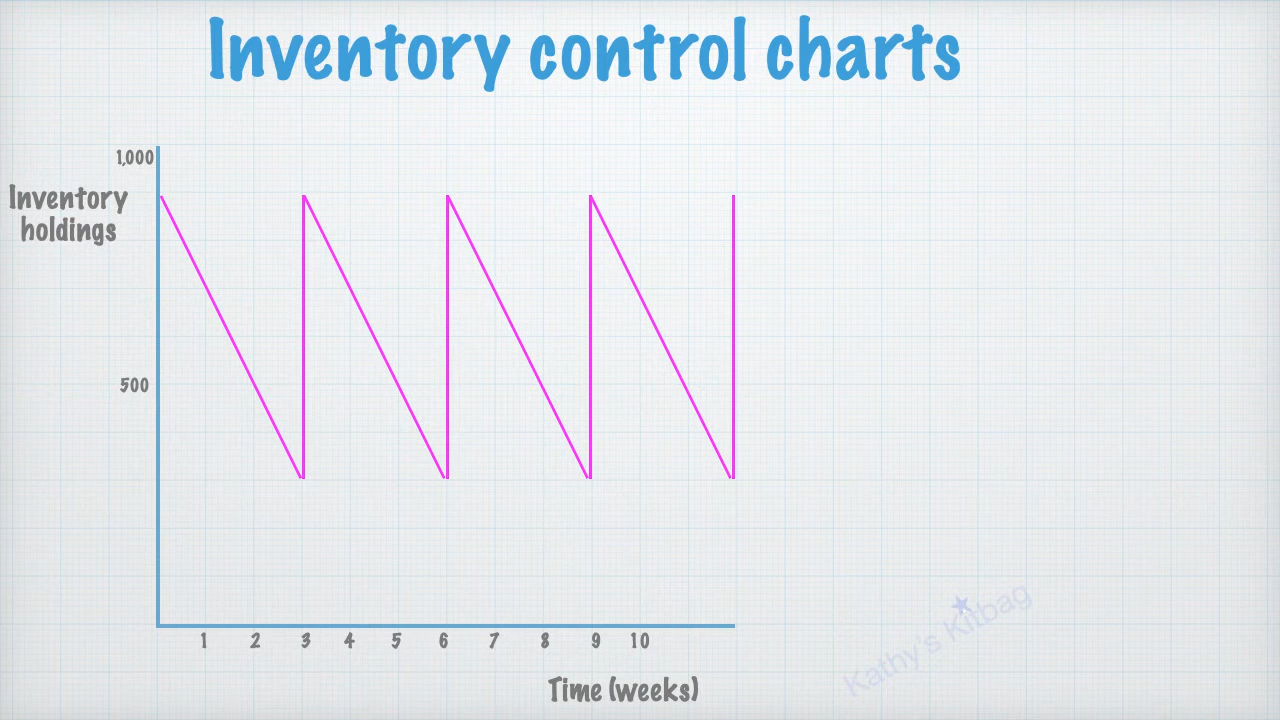 Inventory control charts
1,000
Inventory
holdings
500
1 2 3 4 5 6 7 8 9 10
Time (weeks)
Kathy's Kitbag